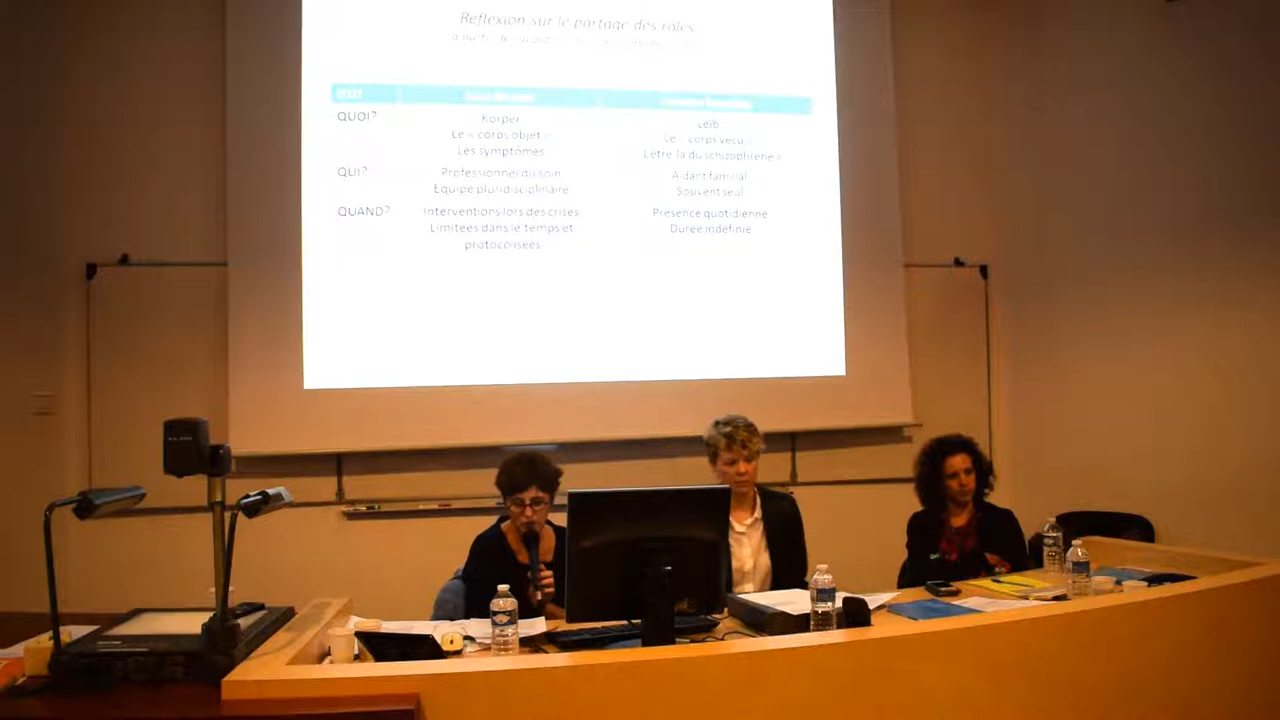 Reflexion sur le partage des rôles
QUOI?
Körper
Le « corps objet »
Les symptômes
Leib
Le « corps vécu »
L'être là du schizophrène »
QUI?
Professionnel du soin
Equipe pluridisciplinaire
Aidant familial
Souvent seul
QUAND?
Interventions lors des crises
Limitées dans le temps et
protocolisées
Présence quotidienne
Durée indéfinie